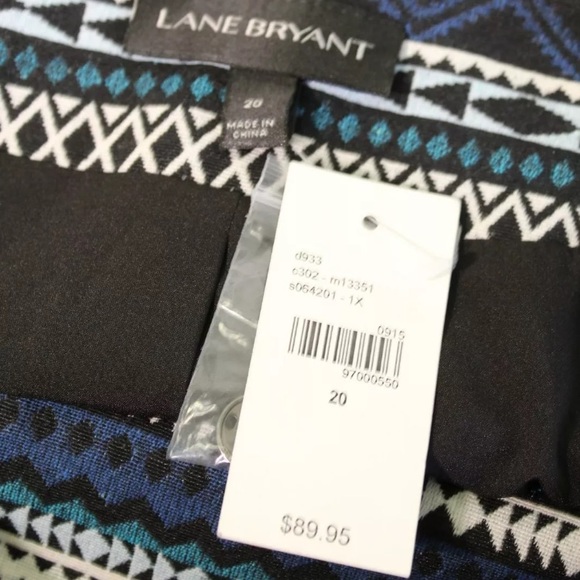 LANE BRYANT
20
MADE IN
CHINA
d933
c302 - m13351
s064201 - 1X
0915
97000550
20
$89.95